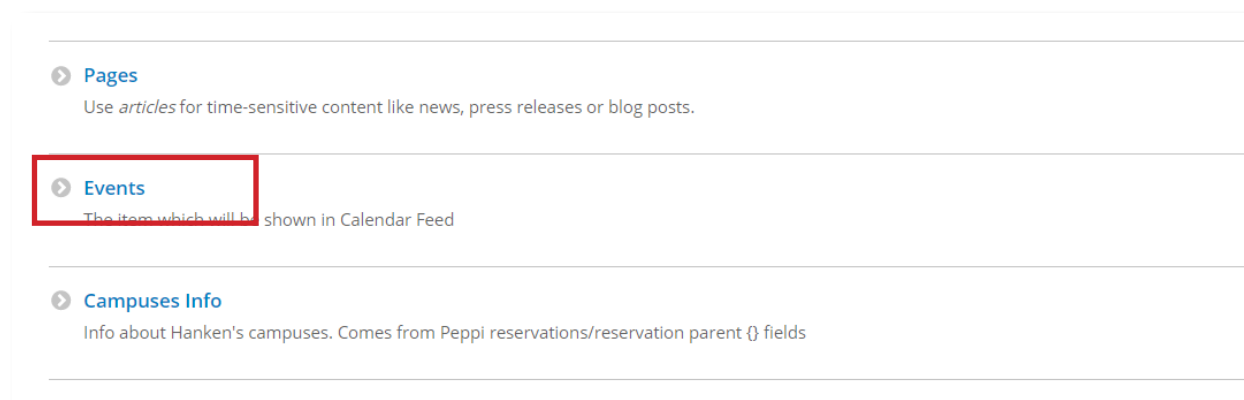 Pages
Use articles for time-sensitive content like news, press releases or blog posts.
Events
The item which will be shown in Calendar Feed
Campuses Info
Info about Hanken's campuses. Comes from Peppi reservations/reservation parent {} fields